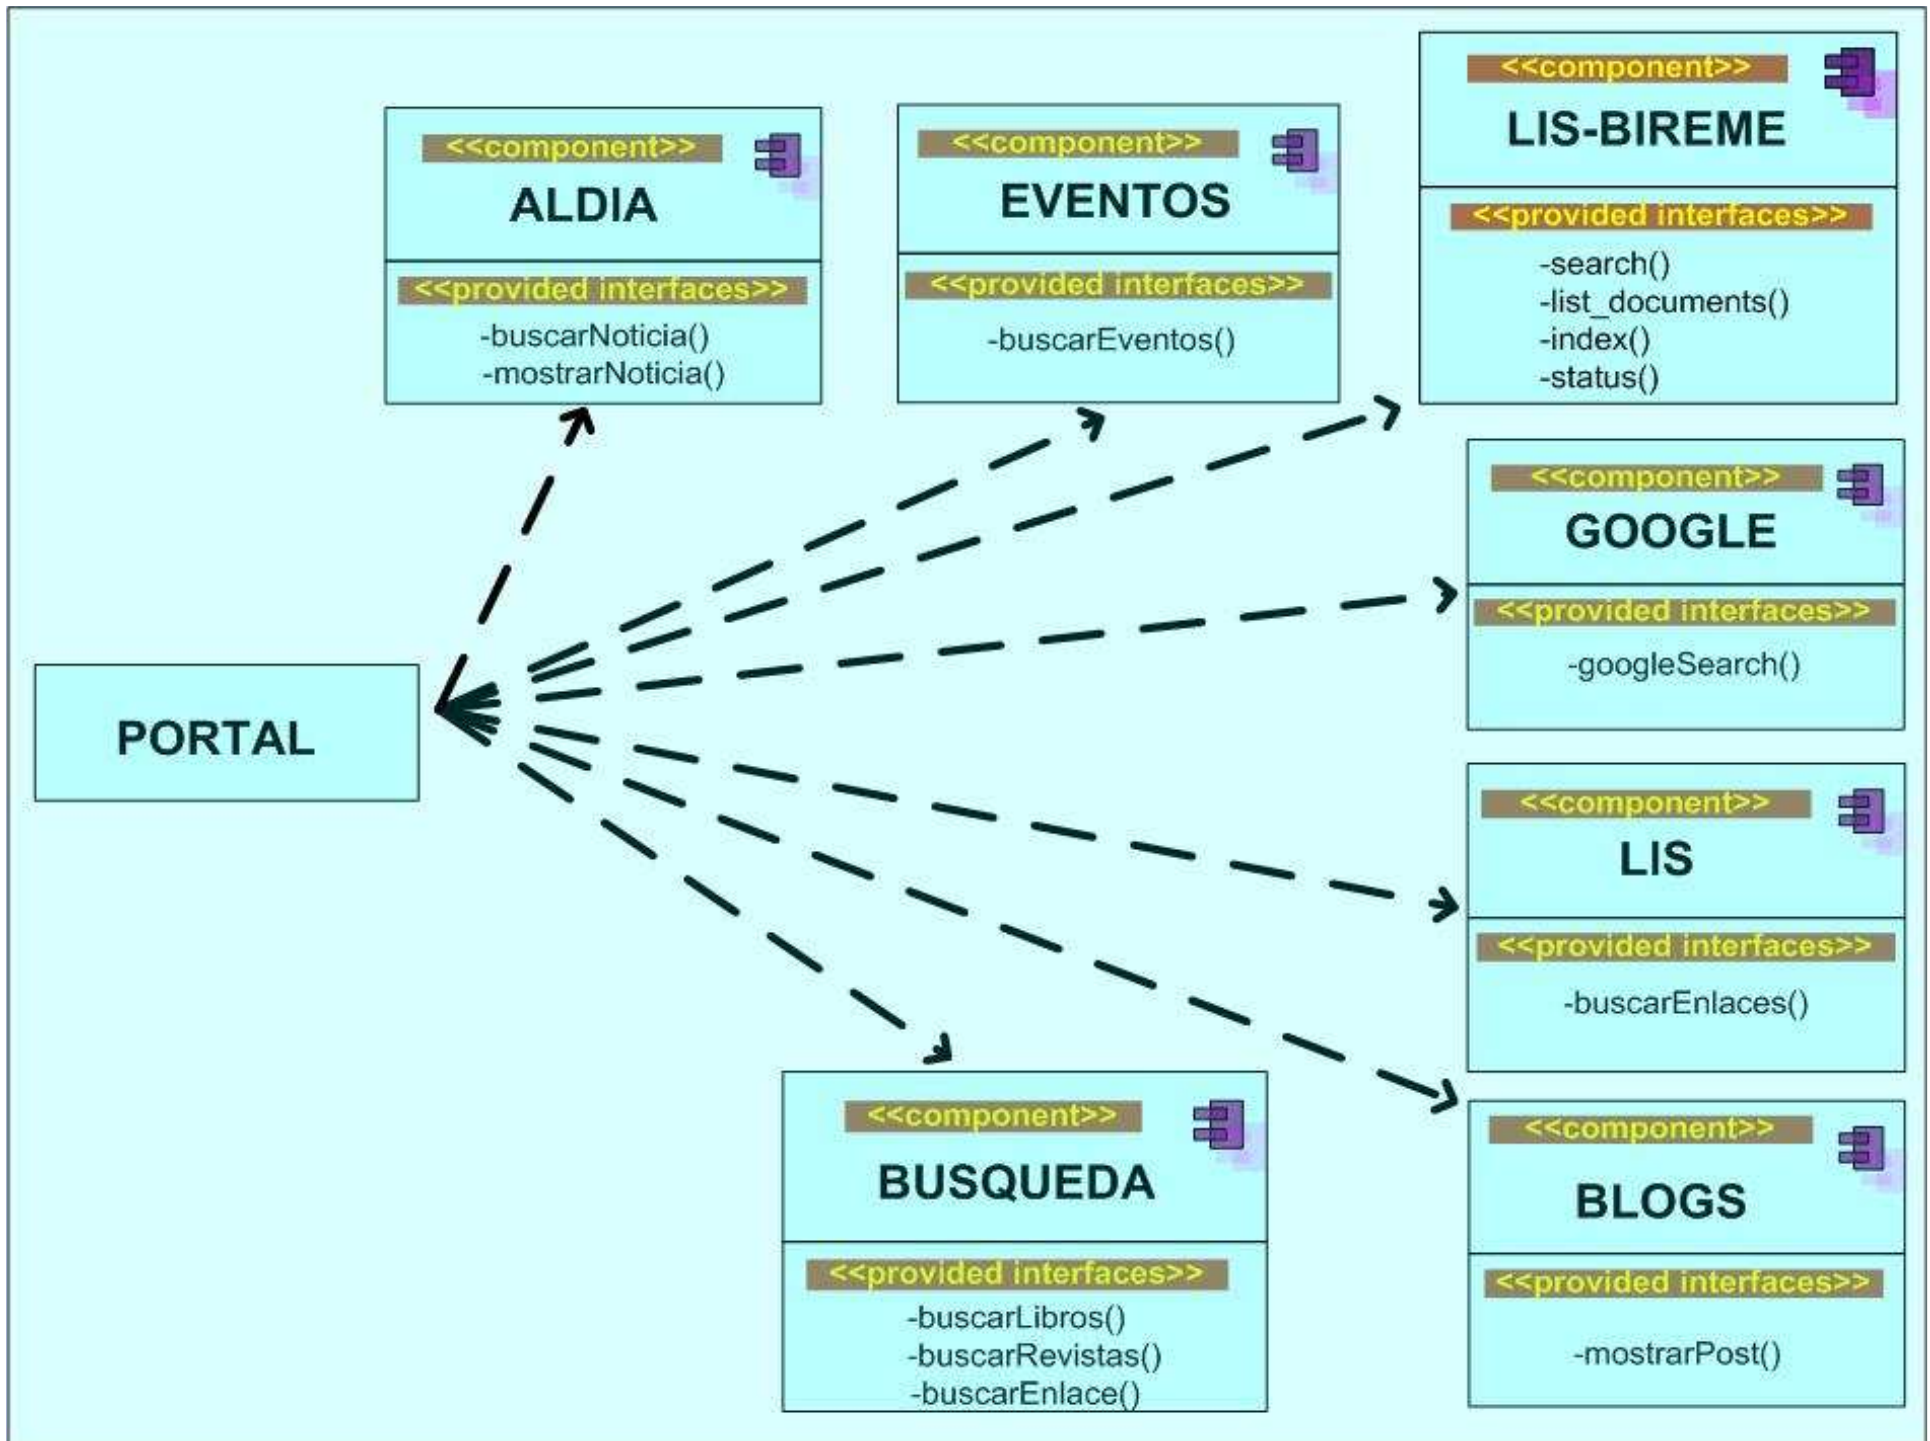 <<component>>
ALDIA
<<provided interfaces>>
-buscarNoticia()
-mostrarNoticia()
<<component>>
EVENTOS
<<provided interfaces>>
-buscarEventos()
<<component>>
LIS-BIREME
<<provided interfaces>>
-search()
-list_documents()
-index()
-status()
<<component>>
GOOGLE
<<provided interfaces>>
-googleSearch()
PORTAL
<<component>>
LIS
<<provided interfaces>>
-buscarEnlaces()
<<component>>
BUSQUEDA
<<provided interfaces>>
-buscarLibros()
-buscarRevistas()
-buscarEnlace()
<<component>>
BLOGS
<<provided interfaces>>
-mostrarPost()